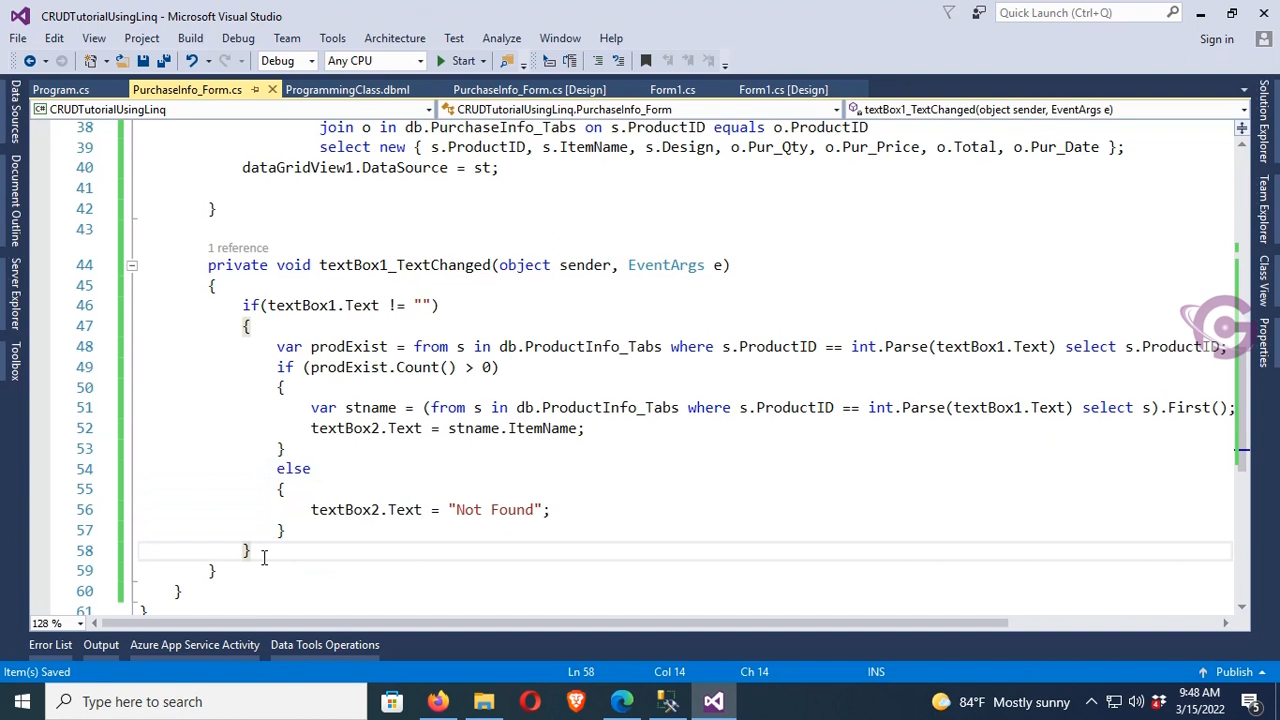 CRUDTutorialUsingLinq - Microsoft Visual Studio
Quick Launch (Ctrl+Q)
File Edit View Project Build Debug Team Tools Architecture Test Analyze Window Help
Sign in
Debug Any CPU Start
Program.cs PurchaseInfo_Form.cs ProgrammingClass.dbml PurchaseInfo_Form.cs [Design] Form1.cs Form1.cs [Design]
CRUDTutorialUsingLinq CRUDTutorialUsingLinq.PurchaseInfo_Form textBox1_TextChanged(object sender, EventArgs e)
Data Sources
Document Outline
Server Explorer
Toolbox
38 join o in db.PurchaseInfo_Tabs on s.ProductID equals o.ProductID
39 select new { s.ProductID, s.ItemName, s.Design, o.Pur_Qty, o.Pur_Price, o.Total, o.Pur_Date };
40 dataGridView1.DataSource = st;
41
42 }
43
1 reference
44 private void textBox1_TextChanged(object sender, EventArgs e)
45 {
46 if(textBox1.Text != "")
47 {
48 var prodExist = from s in db.ProductInfo_Tabs where s.ProductID == int.Parse(textBox1.Text) select s.ProductID;
49 if (prodExist.Count() > 0)
50 {
51 var stname = (from s in db.ProductInfo_Tabs where s.ProductID == int.Parse(textBox1.Text) select s).First();
52 textBox2.Text = stname.ItemName;
53 }
54 else
55 {
56 textBox2.Text = "Not Found";
57 }
58 }
59 }
60 }
61 }
Solution Explorer
Team Explorer
Class View
Properties
128 %
Error List Output Azure App Service Activity Data Tools Operations
Item(s) Saved Ln 58 Col 14 Ch 14 INS Publish
Type here to search
84°F Mostly sunny
9:48 AM
3/15/2022
5